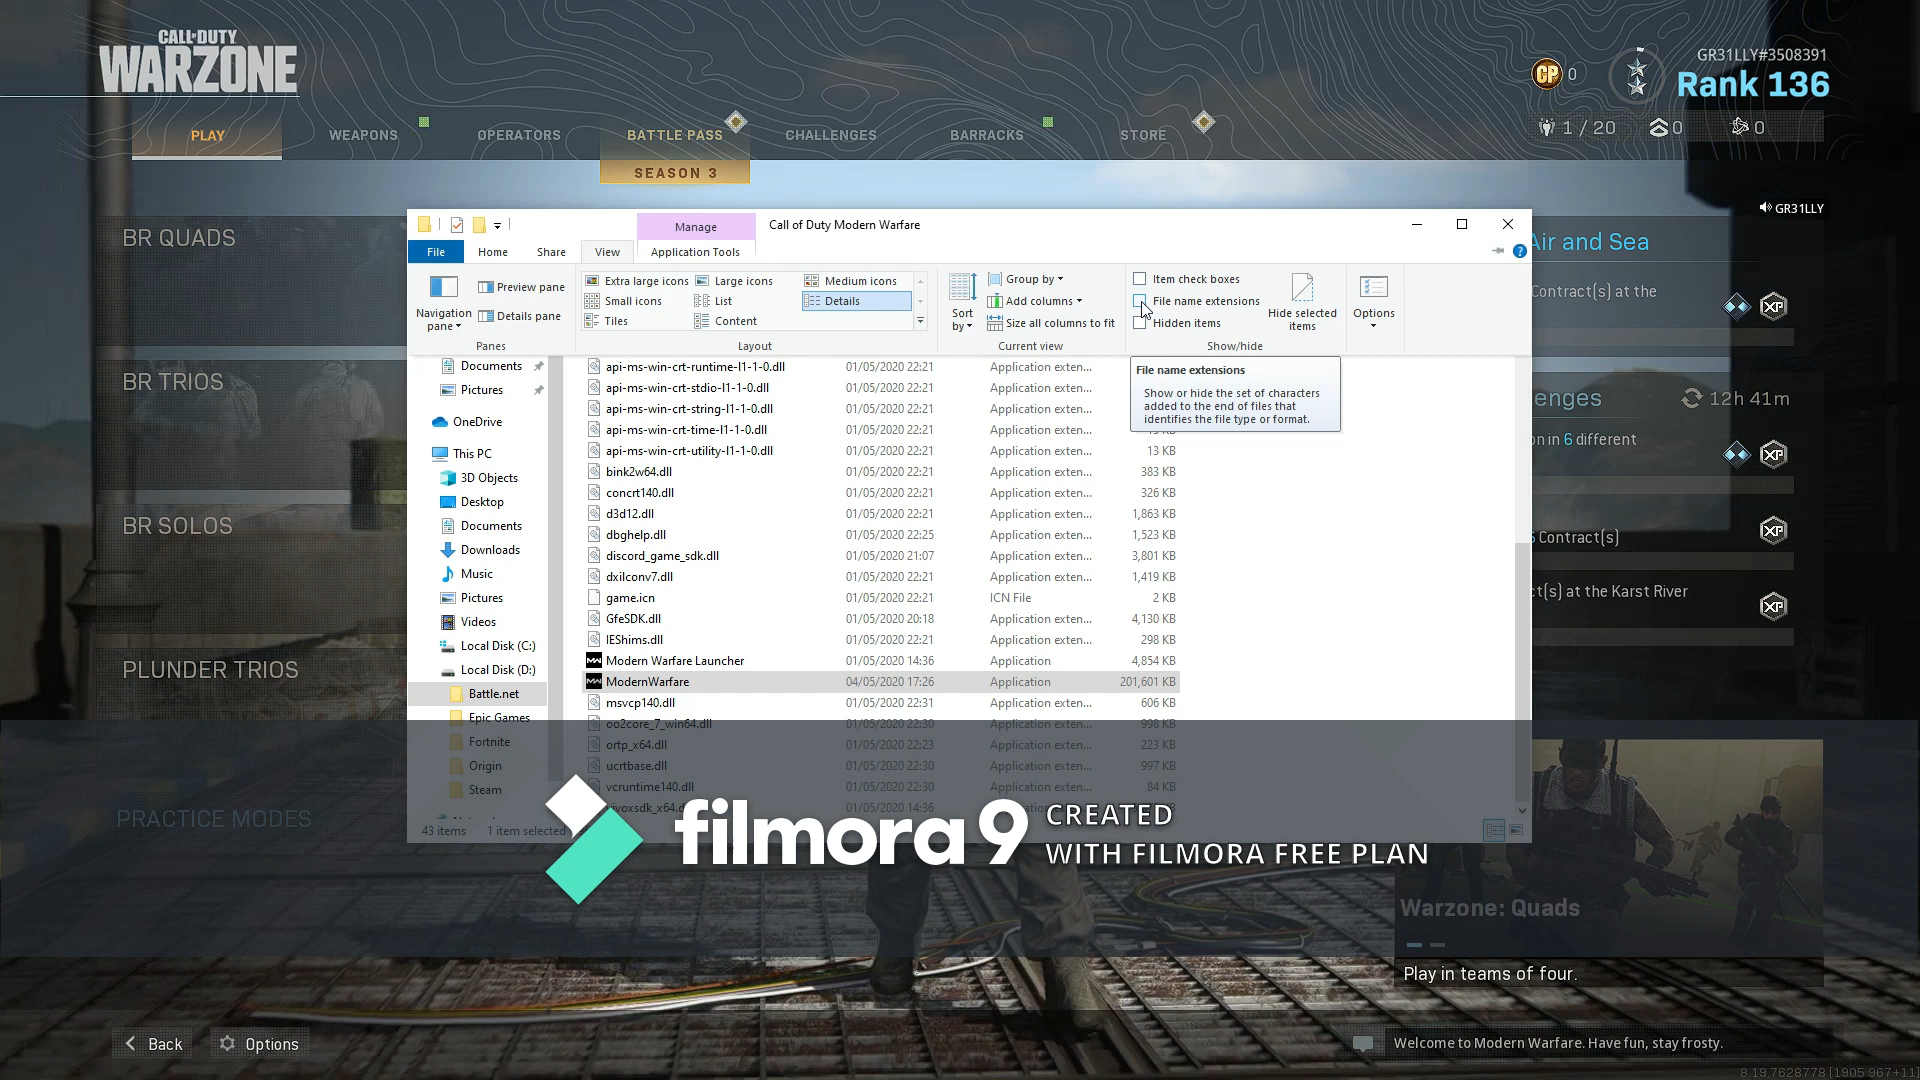 CALL OF DUTY
WARZONE
GR31LLY#3508391
Rank 136
CP 0
1 / 20
0
0
PLAY
WEAPONS
OPERATORS
BATTLE PASS
CHALLENGES
BARRACKS
STORE
SEASON 3
GR31LLY
BR QUADS
BR TRIOS
BR SOLOS
PLUNDER TRIOS
PRACTICE MODES
Manage
Call of Duty Modern Warfare
File
Home
Share
View
Application Tools
Navigation
pane
Preview pane
Details pane
Panes
Extra large icons
Large icons
Medium icons
Small icons
List
Details
Tiles
Content
Layout
Sort
by
Group by
Add columns
Size all columns to fit
Current view
Item check boxes
File name extensions
Hidden items
Hide selected
items
Show/hide
Options
File name extensions
Show or hide the set of characters
added to the end of files that
identifies the file type or format.
Documents
Pictures
OneDrive
This PC
3D Objects
Desktop
Documents
Downloads
Music
Pictures
Videos
Local Disk (C:)
Local Disk (D:)
Battle.net
Epic Games
Fortnite
Origin
Steam
api-ms-win-crt-runtime-l1-1-0.dll 01/05/2020 22:21 Application exten...
api-ms-win-crt-stdio-l1-1-0.dll 01/05/2020 22:21 Application exten...
api-ms-win-crt-string-l1-1-0.dll 01/05/2020 22:21 Application exten...
api-ms-win-crt-time-l1-1-0.dll 01/05/2020 22:21 Application exten...
api-ms-win-crt-utility-l1-1-0.dll 01/05/2020 22:21 Application exten... 13 KB
bink2w64.dll 01/05/2020 22:21 Application exten... 383 KB
concrt140.dll 01/05/2020 22:21 Application exten... 326 KB
d3d12.dll 01/05/2020 22:21 Application exten... 1,863 KB
dbghelp.dll 01/05/2020 22:25 Application exten... 1,523 KB
discord_game_sdk.dll 01/05/2020 21:07 Application exten... 3,801 KB
dxilconv7.dll 01/05/2020 22:21 Application exten... 1,419 KB
game.icn 01/05/2020 22:21 ICN File 2 KB
GfeSDK.dll 01/05/2020 20:18 Application exten... 4,130 KB
IEShims.dll 01/05/2020 22:21 Application exten... 298 KB
Modern Warfare Launcher 01/05/2020 14:36 Application 4,854 KB
ModernWarfare 04/05/2020 17:26 Application 201,601 KB
msvcp140.dll 01/05/2020 22:31 Application exten... 606 KB
oo2core_7_win64.dll 01/05/2020 22:30 Application exten... 998 KB
ortp_x64.dll 01/05/2020 22:23 Application exten... 223 KB
ucrtbase.dll 01/05/2020 22:30 Application exten... 997 KB
vcruntime140.dll 01/05/2020 22:30 Application exten... 84 KB
43 items
1 item selected
Air and Sea
Contract(s) at the
XP
enges
12h 41m
on in 6 different
XP
Contract(s)
XP
ct(s) at the Karst River
XP
filmora9
CREATED
WITH FILMORA FREE PLAN
Warzone: Quads
Play in teams of four.
Back
Options
Welcome to Modern Warfare. Have fun, stay frosty.
8.19.7628778 [1905 967+11]